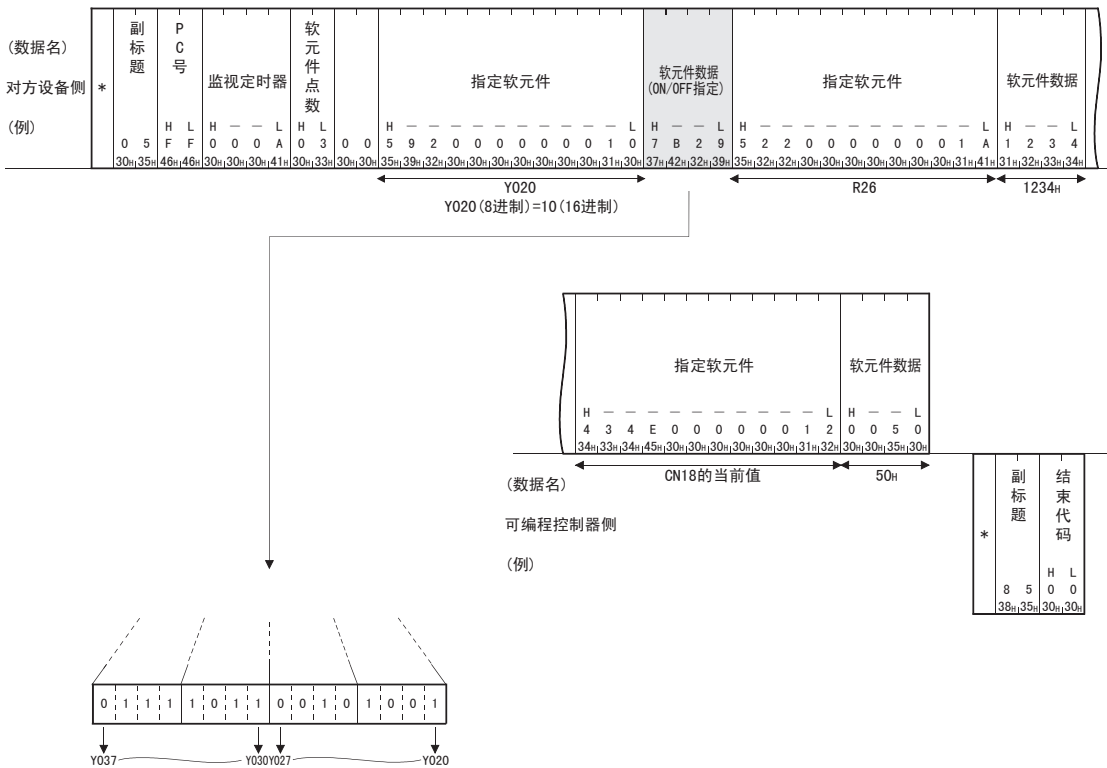 (数据名)
对方设备侧
(例)
*
副标题
PC号
监视定时器
软元件点数
指定软元件
软元件数据
(ON/OFF指定)
指定软元件
软元件数据
H L H — — L H L H — — — — — — — — — — L H — — L H — — — — — — — — — — L H — — L
0 5 F F 0 0 0 A 0 3 0 0 5 9 2 0 0 0 0 0 0 0 1 0 7 B 2 9 5 2 2 0 0 0 0 0 0 0 1 A 1 2 3 4
30H 35H 46H 46H 30H 30H 30H 41H 30H 33H 30H 30H 35H 39H 32H 30H 30H 30H 30H 30H 30H 30H 31H 30H 37H 42H 32H 39H 35H 32H 32H 30H 30H 30H 30H 30H 30H 30H 31H 41H 31H 32H 33H 34H
Y020
R26
1234H
Y020(8进制)=10(16进制)
指定软元件
软元件数据
H — — — — — — — — — — L H — — L
4 3 4 E 0 0 0 0 0 0 1 2 0 0 5 0
34H 33H 34H 45H 30H 30H 30H 30H 30H 30H 31H 32H 30H 30H 35H 30H
CN18的当前值
50H
(数据名)
可编程控制器侧
(例)
*
副标题
结束代码
H L
8 5 0 0
38H 35H 30H 30H
0 1 1 1 1 0 1 1 0 0 1 0 1 0 0 1
Y037 Y030 Y027 Y020